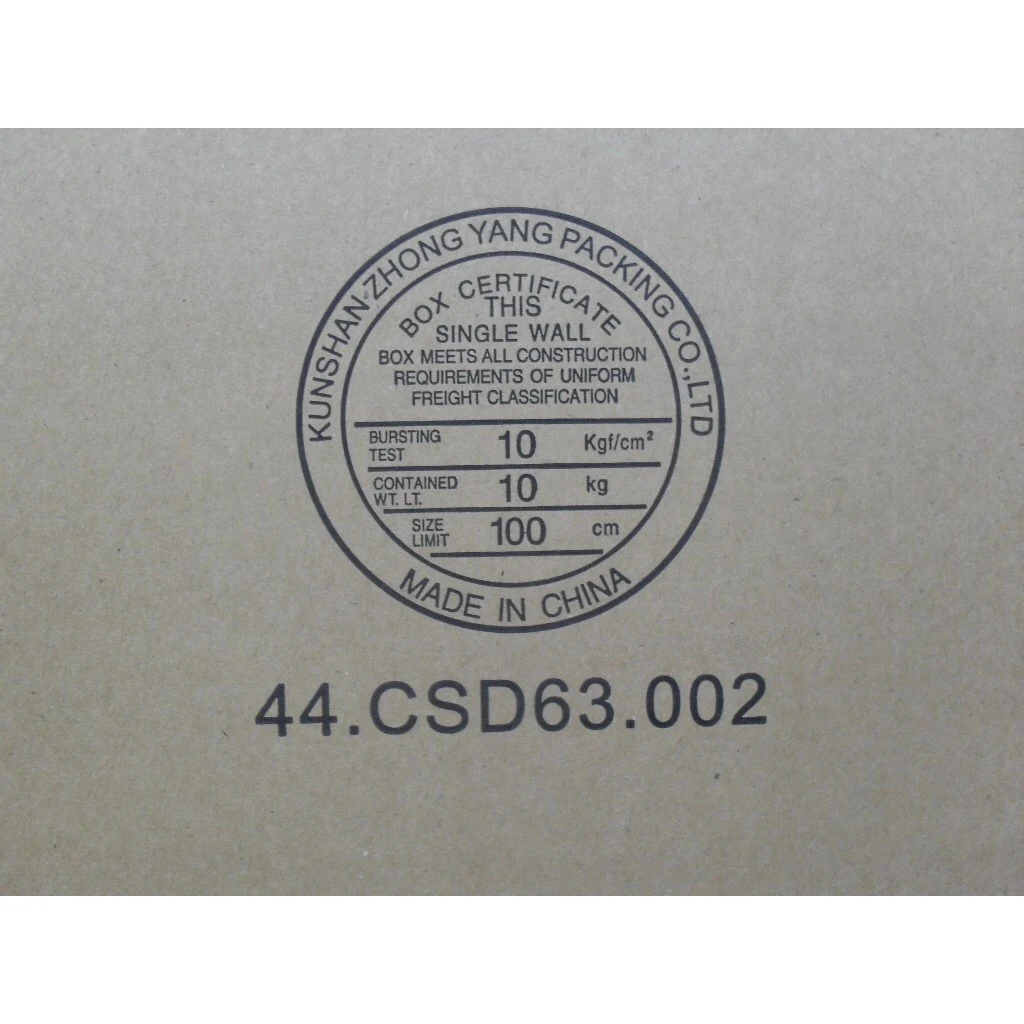 KUNSHAN-ZHONG YANG PACKING CO.,LTD
BOX CERTIFICATE
THIS
SINGLE WALL
BOX MEETS ALL CONSTRUCTION
REQUIREMENTS OF UNIFORM
FREIGHT CLASSIFICATION
BURSTING TEST 10 Kgf/cm²
CONTAINED WT. LT. 10 kg
SIZE LIMIT 100 cm
MADE IN CHINA
44.CSD63.002